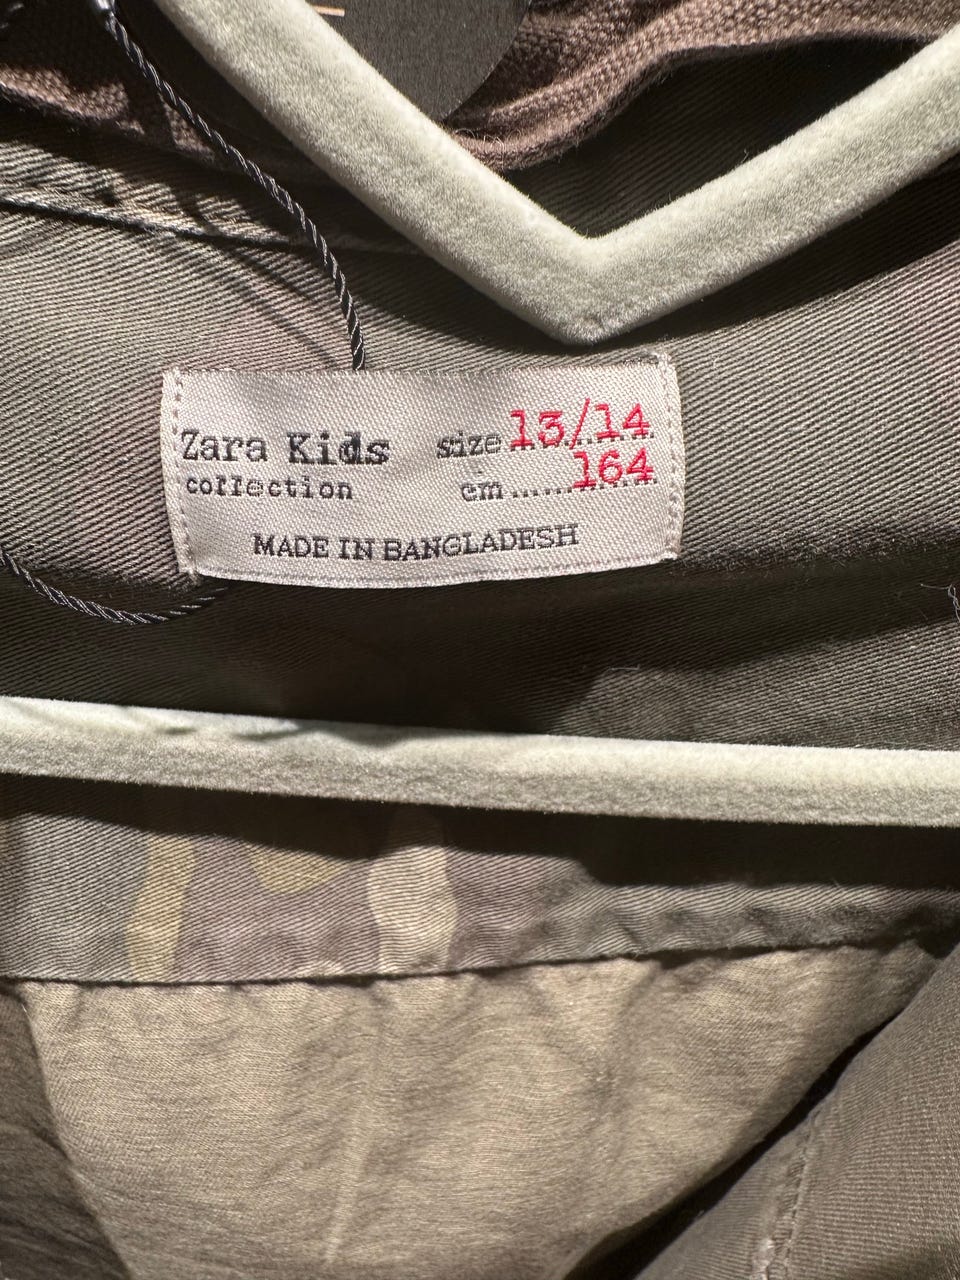 Zara Kids size 13/14
collection cm ...... 164
MADE IN BANGLADESH